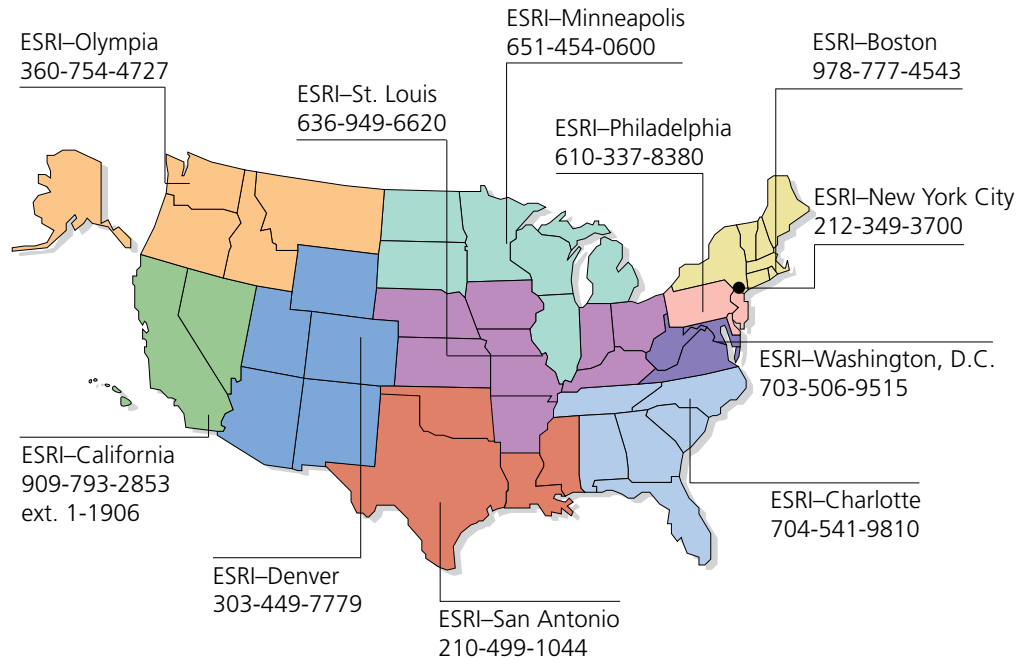 ESRI–Minneapolis
651-454-0600
ESRI–Olympia
360-754-4727
ESRI–Boston
978-777-4543
ESRI–St. Louis
636-949-6620
ESRI–Philadelphia
610-337-8380
ESRI–New York City
212-349-3700
ESRI–Washington, D.C.
703-506-9515
ESRI–California
909-793-2853
ext. 1-1906
ESRI–Charlotte
704-541-9810
ESRI–Denver
303-449-7779
ESRI–San Antonio
210-499-1044